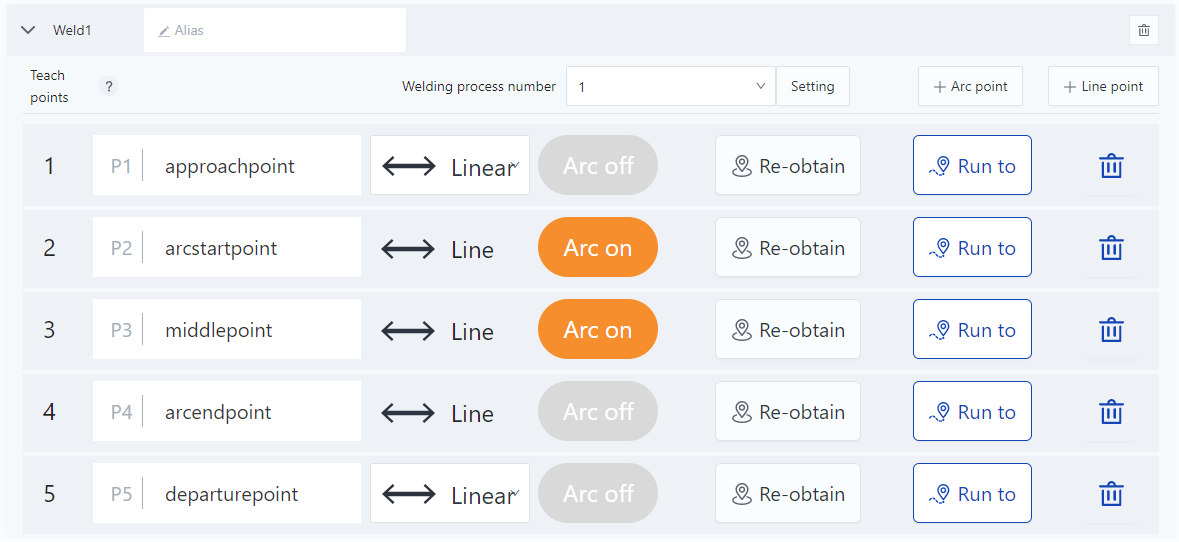 Weld1 Alias
Teach points ? Welding process number 1 Setting + Arc point + Line point
1 P1 approachpoint Linear Arc off Re-obtain Run to
2 P2 arcstartpoint Line Arc on Re-obtain Run to
3 P3 middlepoint Line Arc on Re-obtain Run to
4 P4 arcendpoint Line Arc off Re-obtain Run to
5 P5 departurepoint Linear Arc off Re-obtain Run to